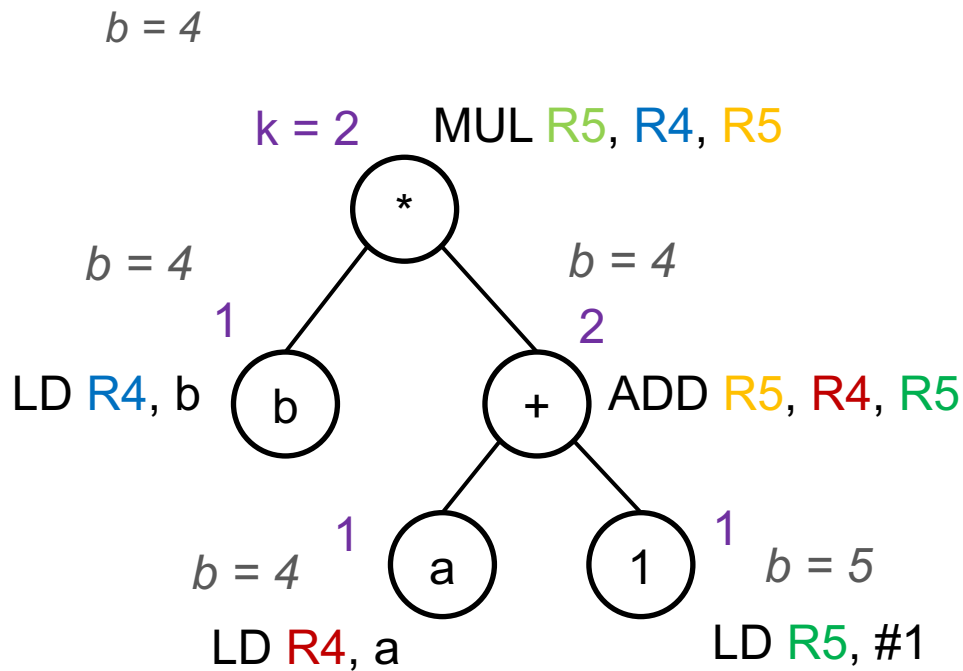 b = 4
k = 2 MUL R5, R4, R5
*
b = 4 b = 4
1 2
LD R4, b b + ADD R5, R4, R5
1 1
b = 4 a 1 b = 5
LD R4, a LD R5, #1